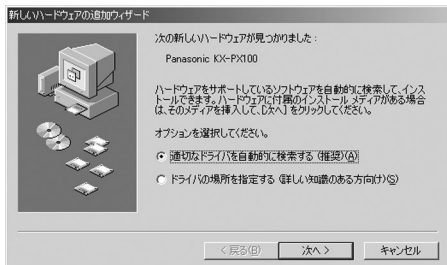 新しいハードウェアの追加ウィザード
次の新しいハードウェアが見つかりました：
Panasonic KX-PX100
ハードウェアをサポートしているソフトウェアを自動的に検索して、インス
トールできます。ハードウェアに付属のインストール メディアがある場合
は、そのメディアを挿入して、[次へ] をクリックしてください。
オプションを選択してください。
適切なドライバを自動的に検索する (推奨)(A)
ドライバの場所を指定する (詳しい知識のある方向け)(S)
< 戻る(B)
次へ >
キャンセル